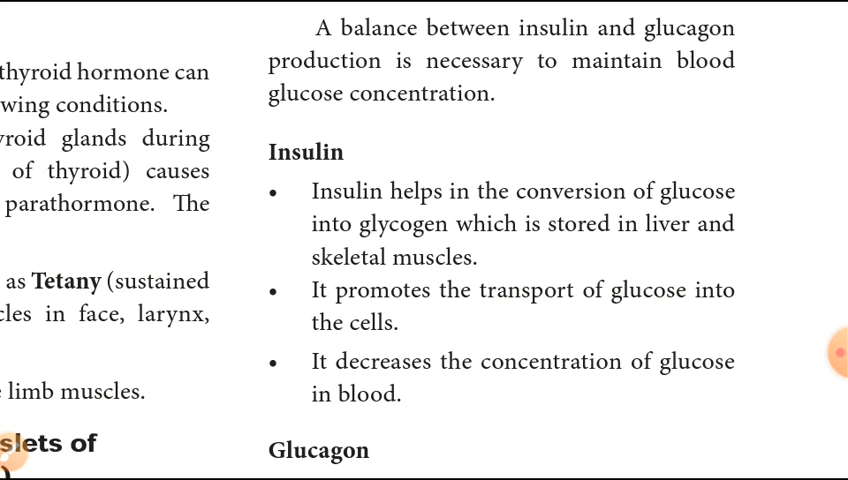 thyroid hormone can
wing conditions.
roid glands during
of thyroid) causes
parathormone. The
as Tetany (sustained
cles in face, larynx,
limb muscles.
slets of
)
A balance between insulin and glucagon
production is necessary to maintain blood
glucose concentration.
Insulin
• Insulin helps in the conversion of glucose
into glycogen which is stored in liver and
skeletal muscles.
• It promotes the transport of glucose into
the cells.
• It decreases the concentration of glucose
in blood.
Glucagon